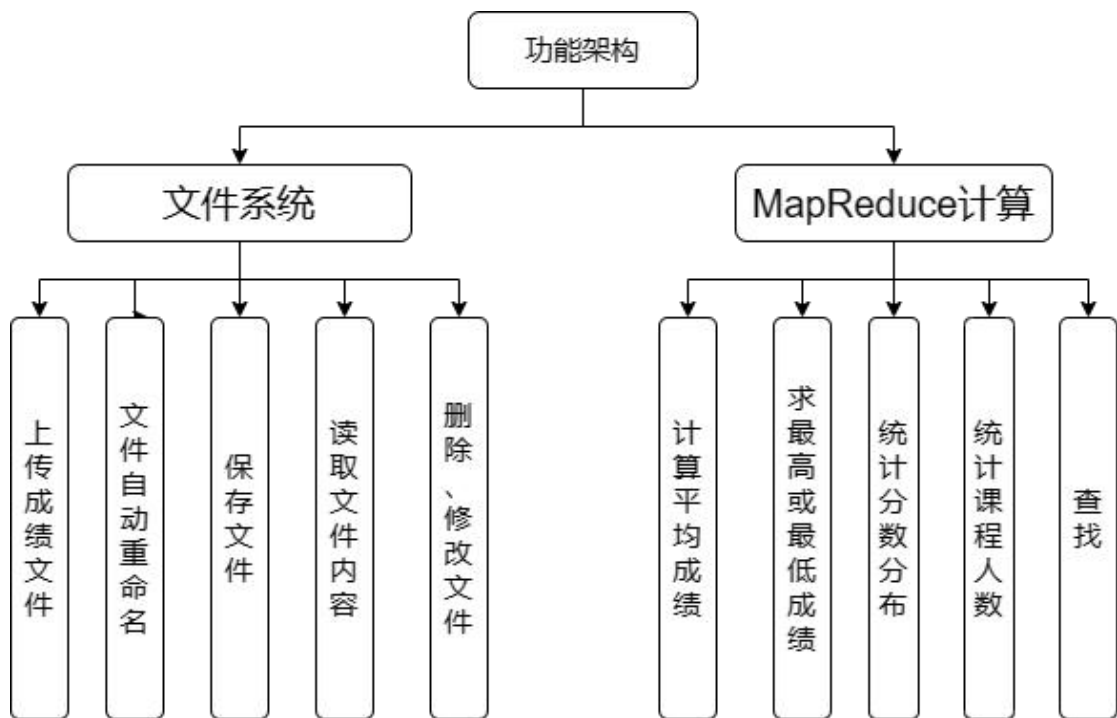 功能架构
文件系统
MapReduce计算
上传成绩文件
文件自动重命名
保存文件
读取文件内容
删除、修改文件
计算平均成绩
求最高或最低成绩
统计分数分布
统计课程人数
查找